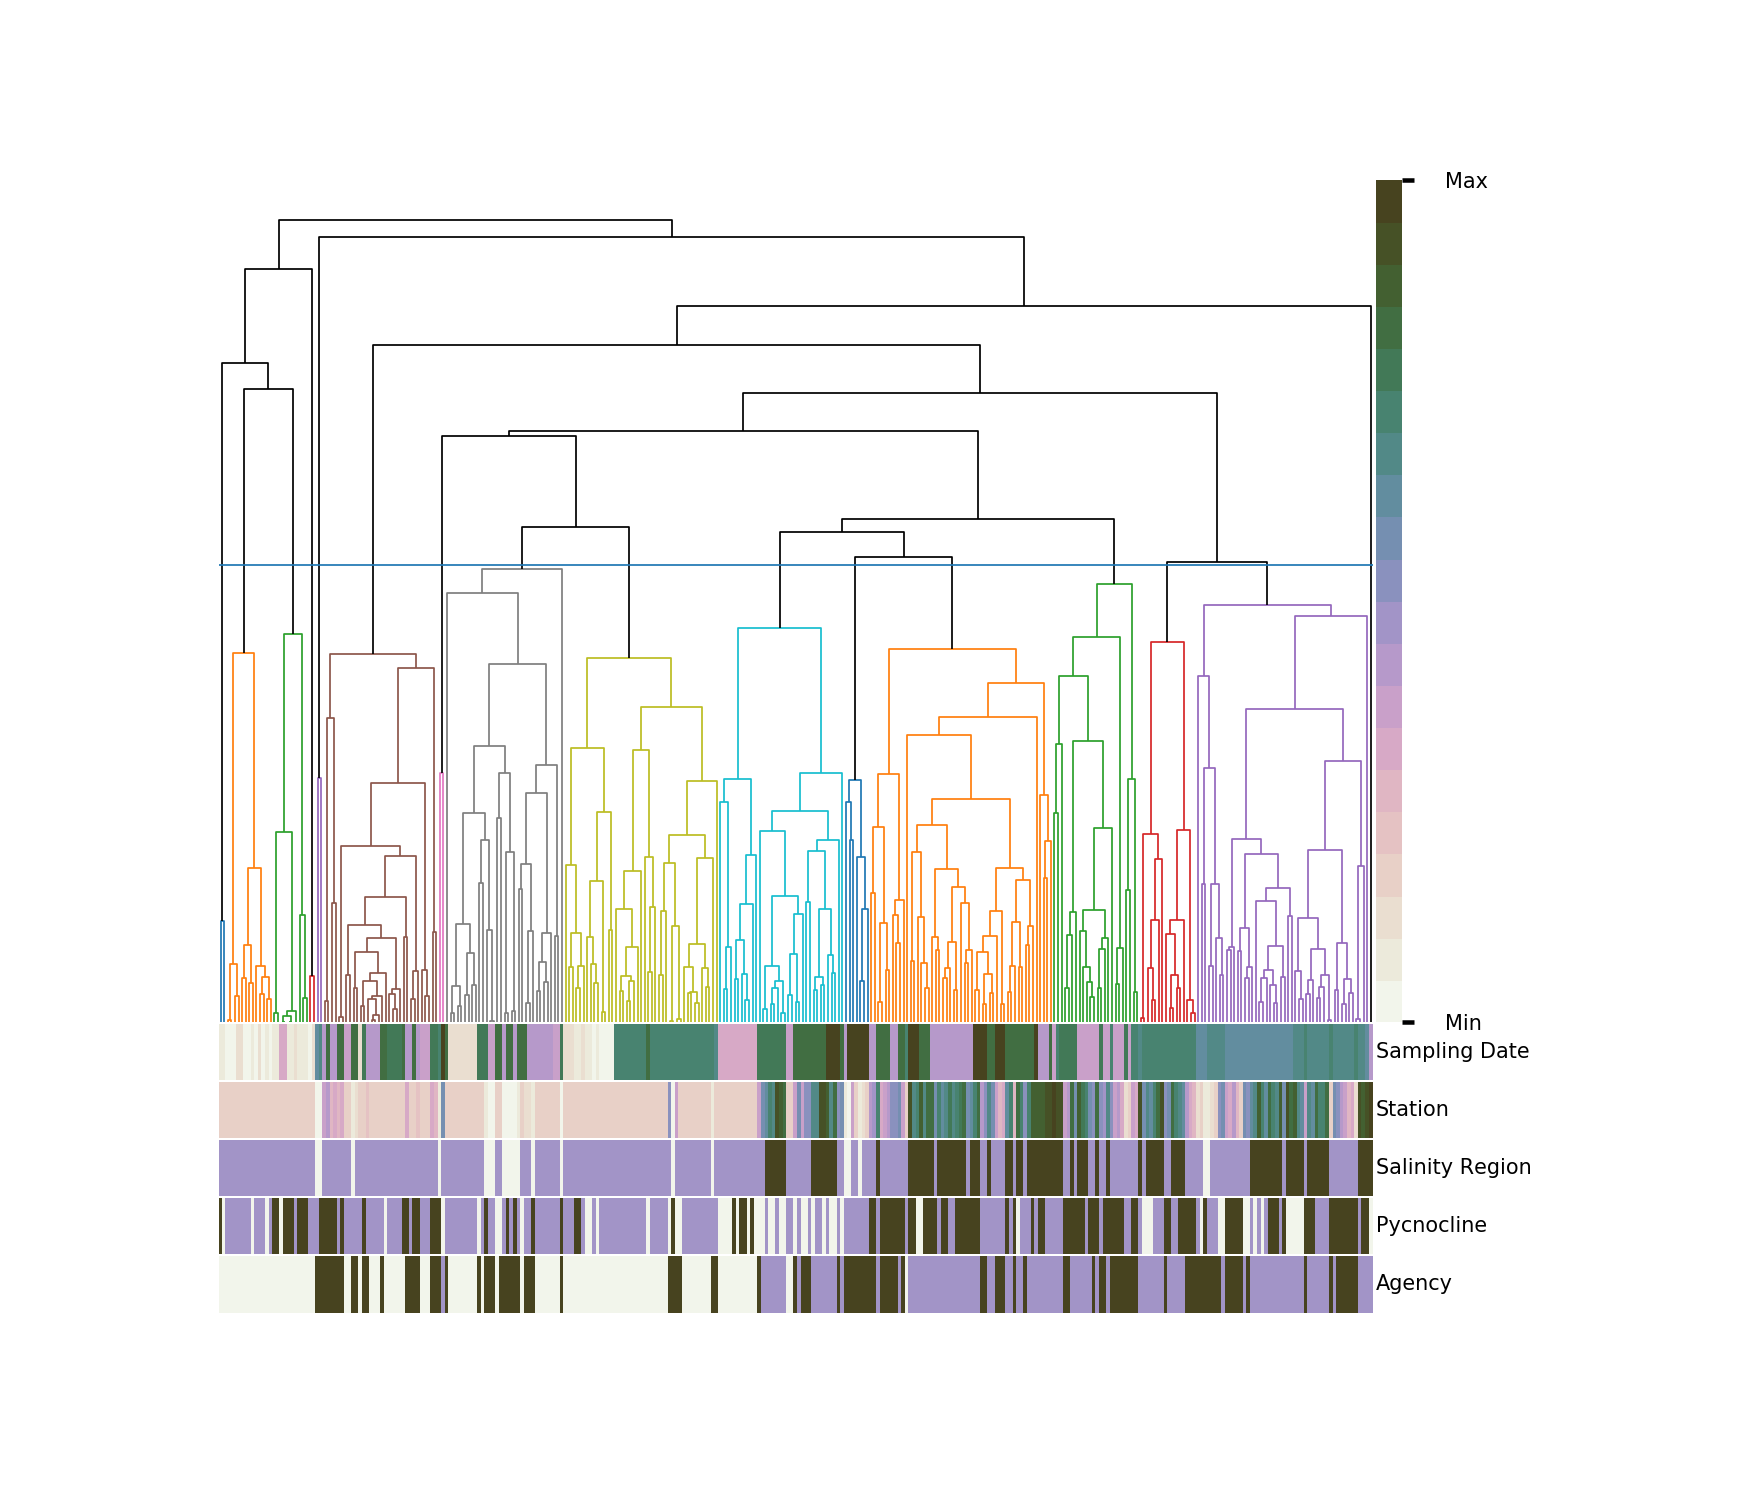 Max
Min
Sampling Date
Station
Salinity Region
Pycnocline
Agency